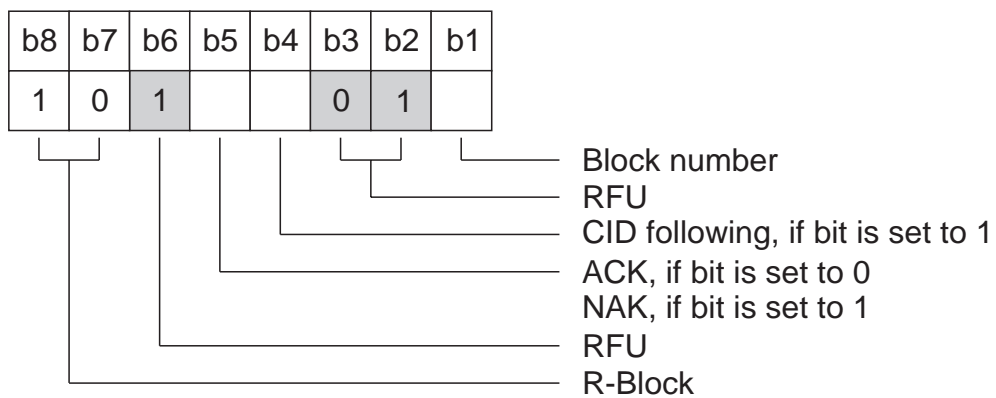 b8 b7 b6 b5 b4 b3 b2 b1
1 0 1 0 1
Block number
RFU
CID following, if bit is set to 1
ACK, if bit is set to 0
NAK, if bit is set to 1
RFU
R-Block